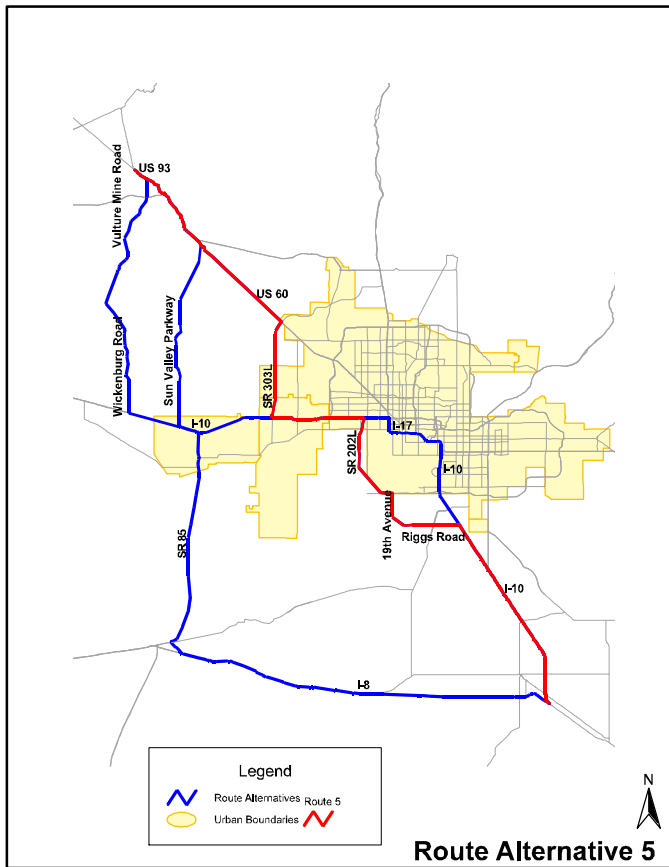 US 93
Vulture Mine Road
US 60
Sun Valley Parkway
Wickenburg Road
SR 303L
I-10
I-17
SR 202L
I-10
19th Avenue
Riggs Road
SR 85
I-10
I-8
Legend
Route Alternatives Route 5
Urban Boundaries
N
Route Alternative 5